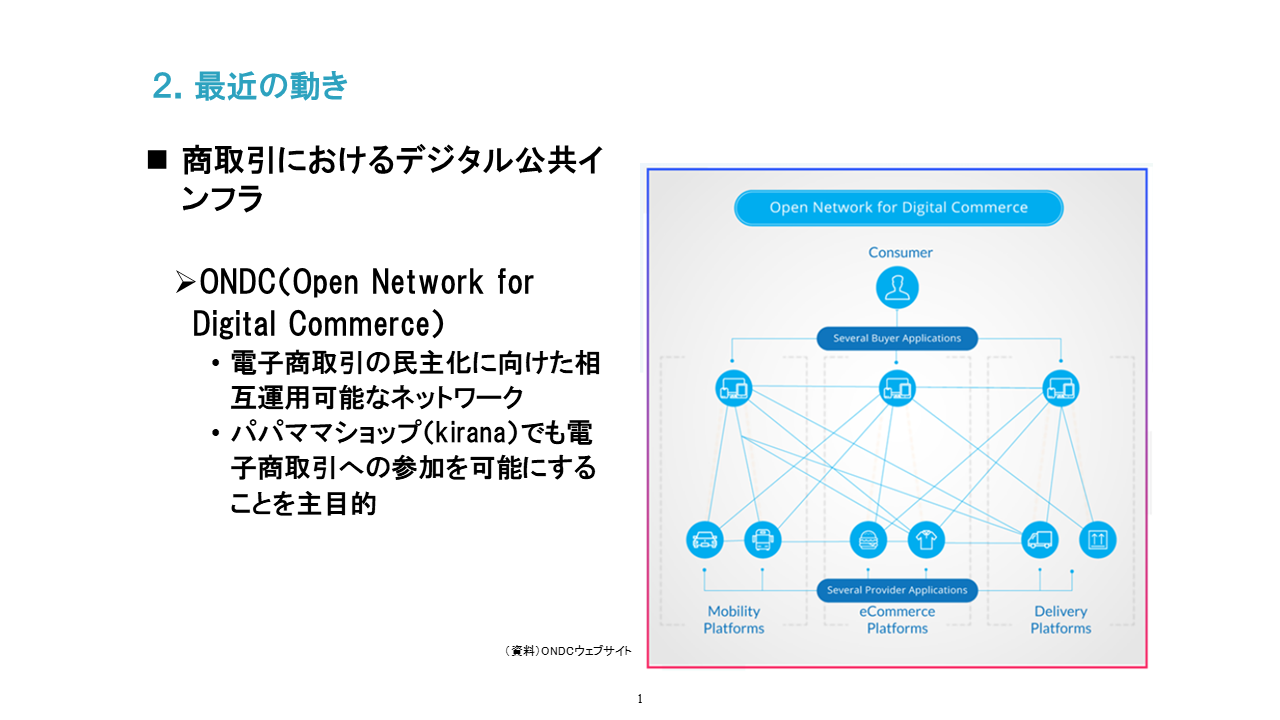 ２．最近の動き
■ 商取引におけるデジタル公共イ
ンフラ
➢ONDC（Open Network for
Digital Commerce）
• 電子商取引の民主化に向けた相
互運用可能なネットワーク
• パパママショップ（kirana）でも電
子商取引への参加を可能にする
ことを主目的
（資料）ONDCウェブサイト
Open Network for Digital Commerce
Consumer
Several Buyer Applications
Several Provider Applications
Mobility
Platforms
eCommerce
Platforms
Delivery
Platforms
1